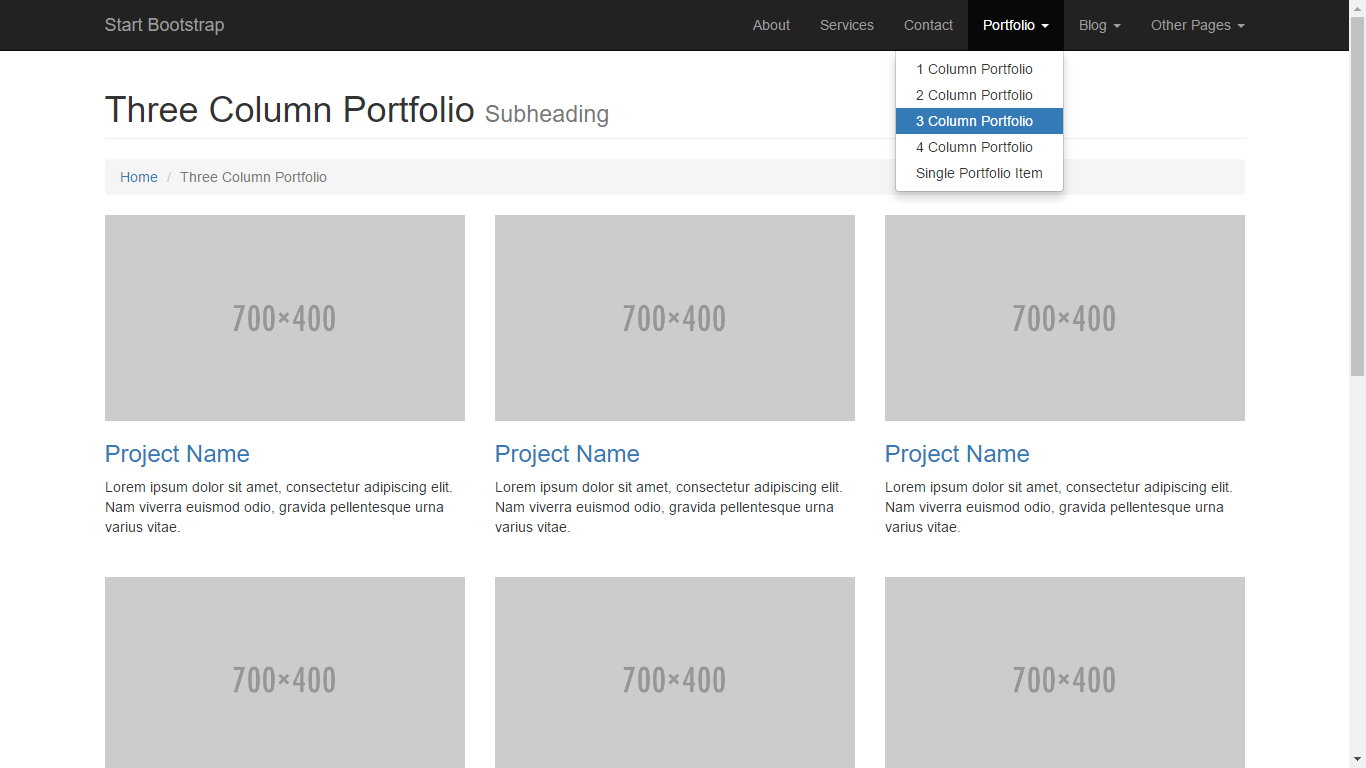 Start Bootstrap About Services Contact Portfolio Blog Other Pages
1 Column Portfolio
2 Column Portfolio
3 Column Portfolio
4 Column Portfolio
Single Portfolio Item
Three Column Portfolio Subheading
Home / Three Column Portfolio
700×400 700×400 700×400
Project Name
Lorem ipsum dolor sit amet, consectetur adipiscing elit.
Nam viverra euismod odio, gravida pellentesque urna
varius vitae.
Project Name
Lorem ipsum dolor sit amet, consectetur adipiscing elit.
Nam viverra euismod odio, gravida pellentesque urna
varius vitae.
Project Name
Lorem ipsum dolor sit amet, consectetur adipiscing elit.
Nam viverra euismod odio, gravida pellentesque urna
varius vitae.
700×400 700×400 700×400